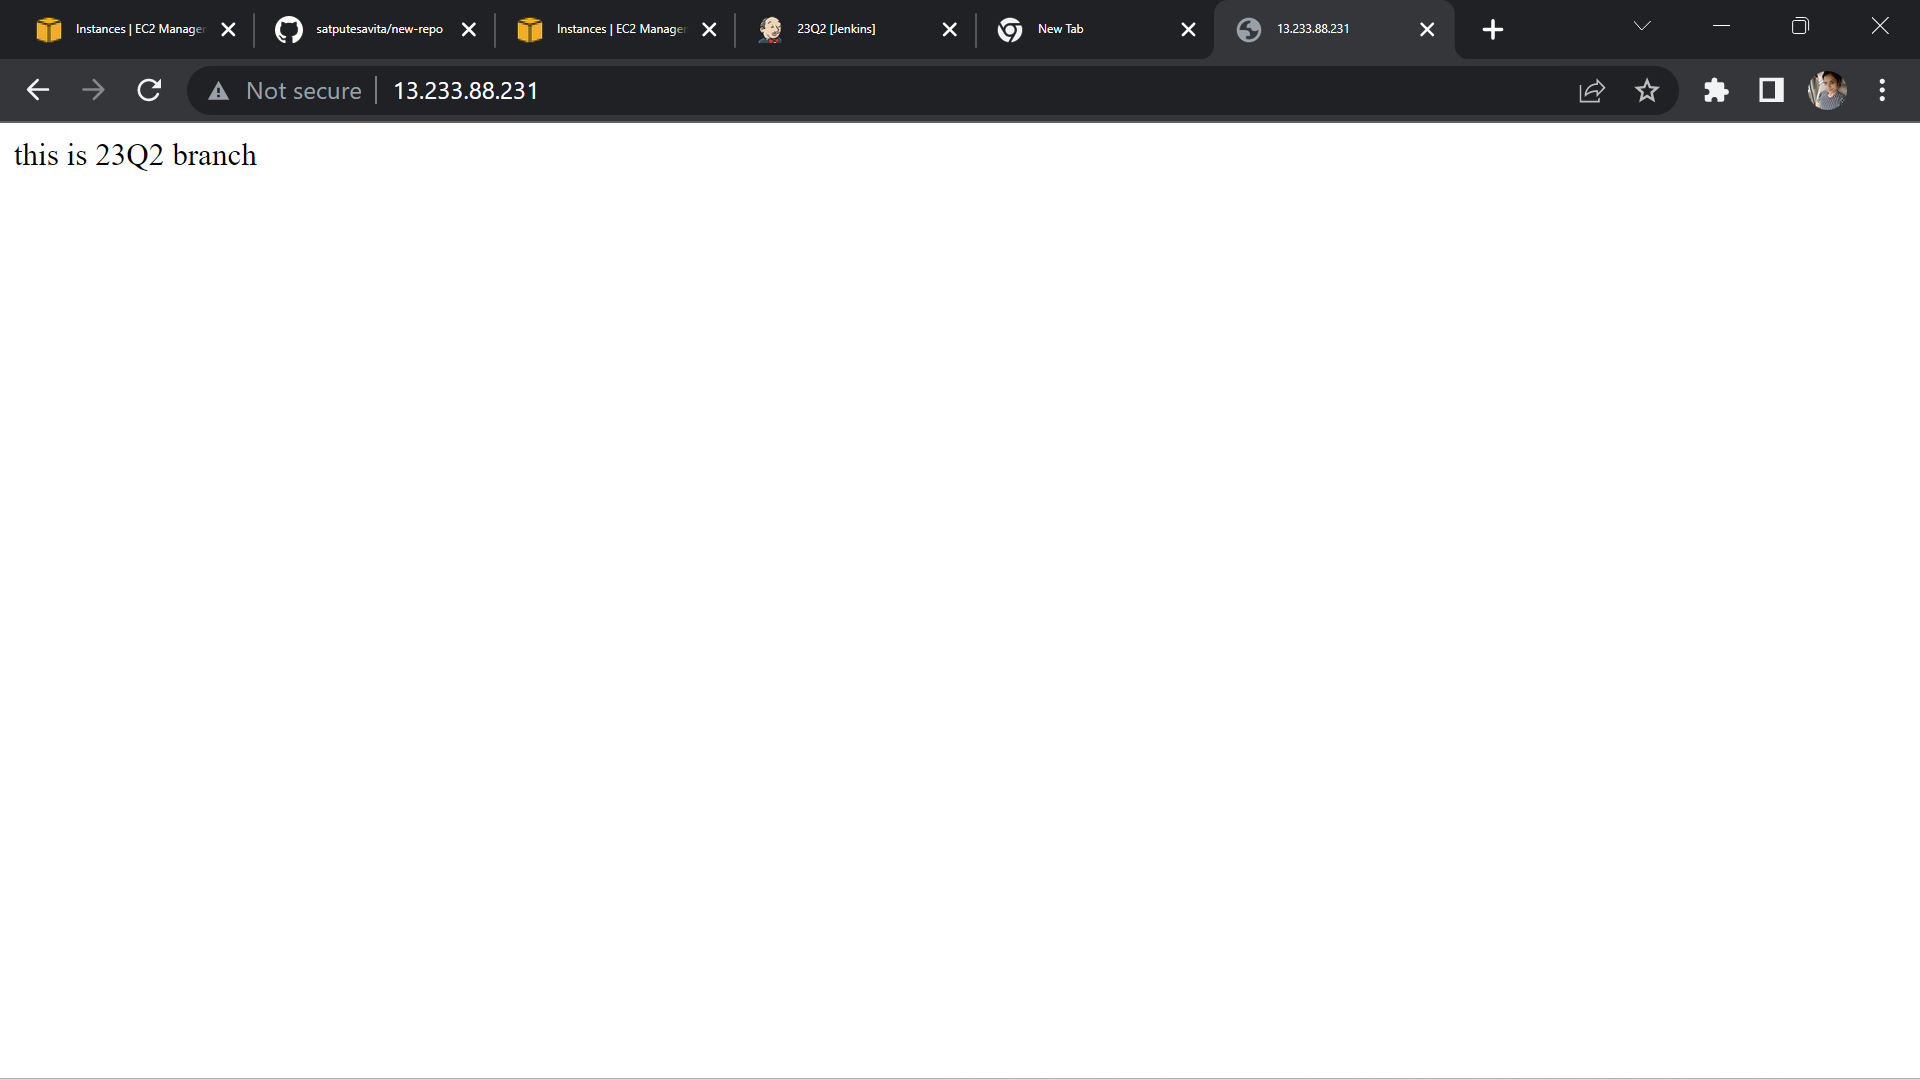 Instances | EC2 Manager
satputesavita/new-repo
Instances | EC2 Manage
23Q2 [Jenkins]
New Tab
13.233.88.231
Not secure
13.233.88.231
this is 23Q2 branch